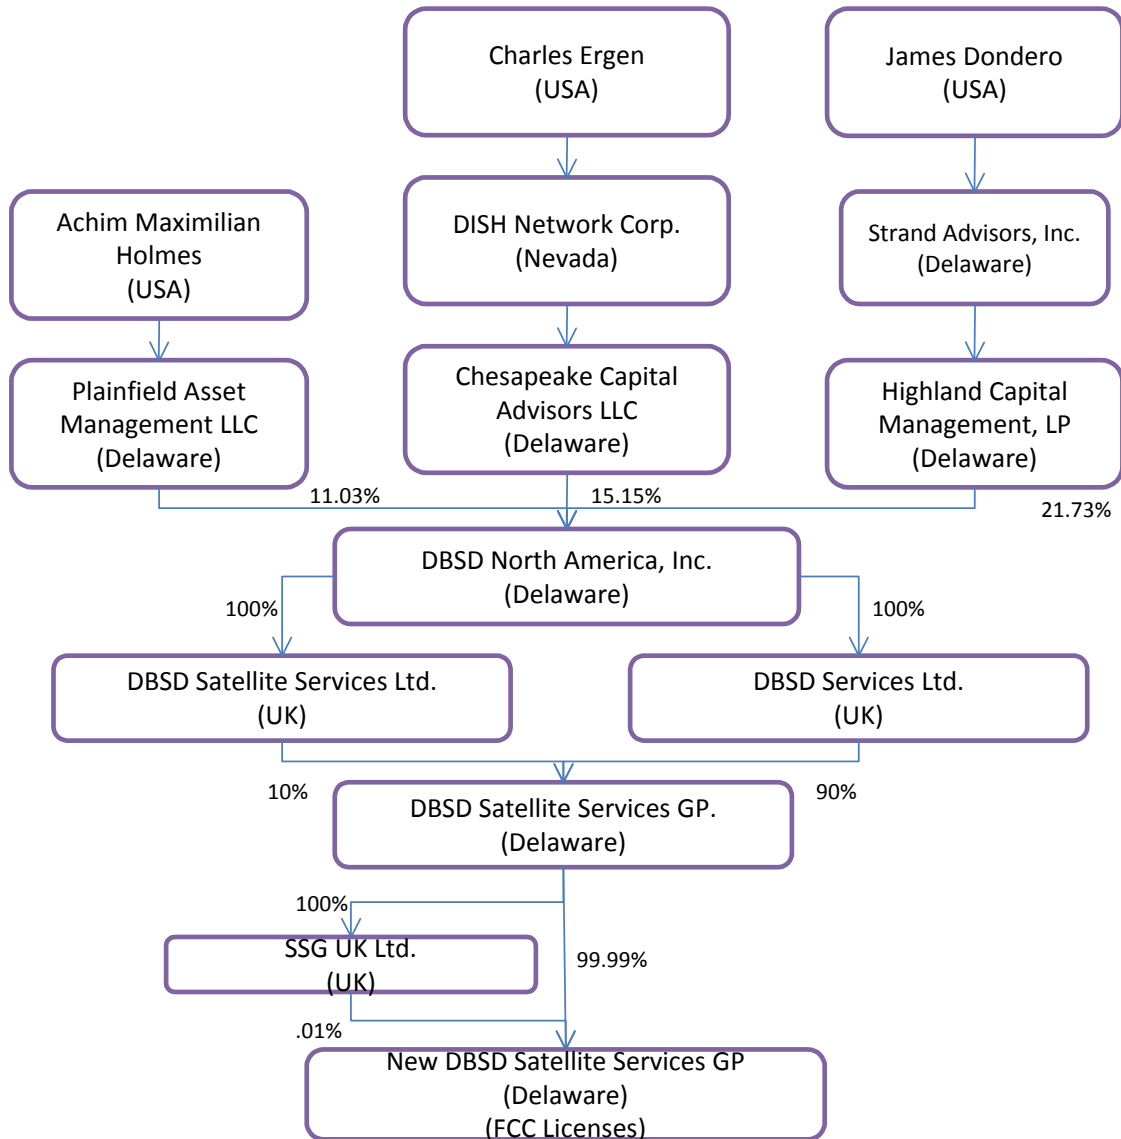 Charles Ergen
(USA)
James Dondero
(USA)
Achim Maximilian
Holmes
(USA)
DISH Network Corp.
(Nevada)
Strand Advisors, Inc.
(Delaware)
Plainfield Asset
Management LLC
(Delaware)
Chesapeake Capital
Advisors LLC
(Delaware)
Highland Capital
Management, LP
(Delaware)
11.03%
15.15%
21.73%
DBSD North America, Inc.
(Delaware)
100%
100%
DBSD Satellite Services Ltd.
(UK)
DBSD Services Ltd.
(UK)
10%
90%
DBSD Satellite Services GP.
(Delaware)
100%
SSG UK Ltd.
(UK)
99.99%
.01%
New DBSD Satellite Services GP
(Delaware)
(FCC Licenses)